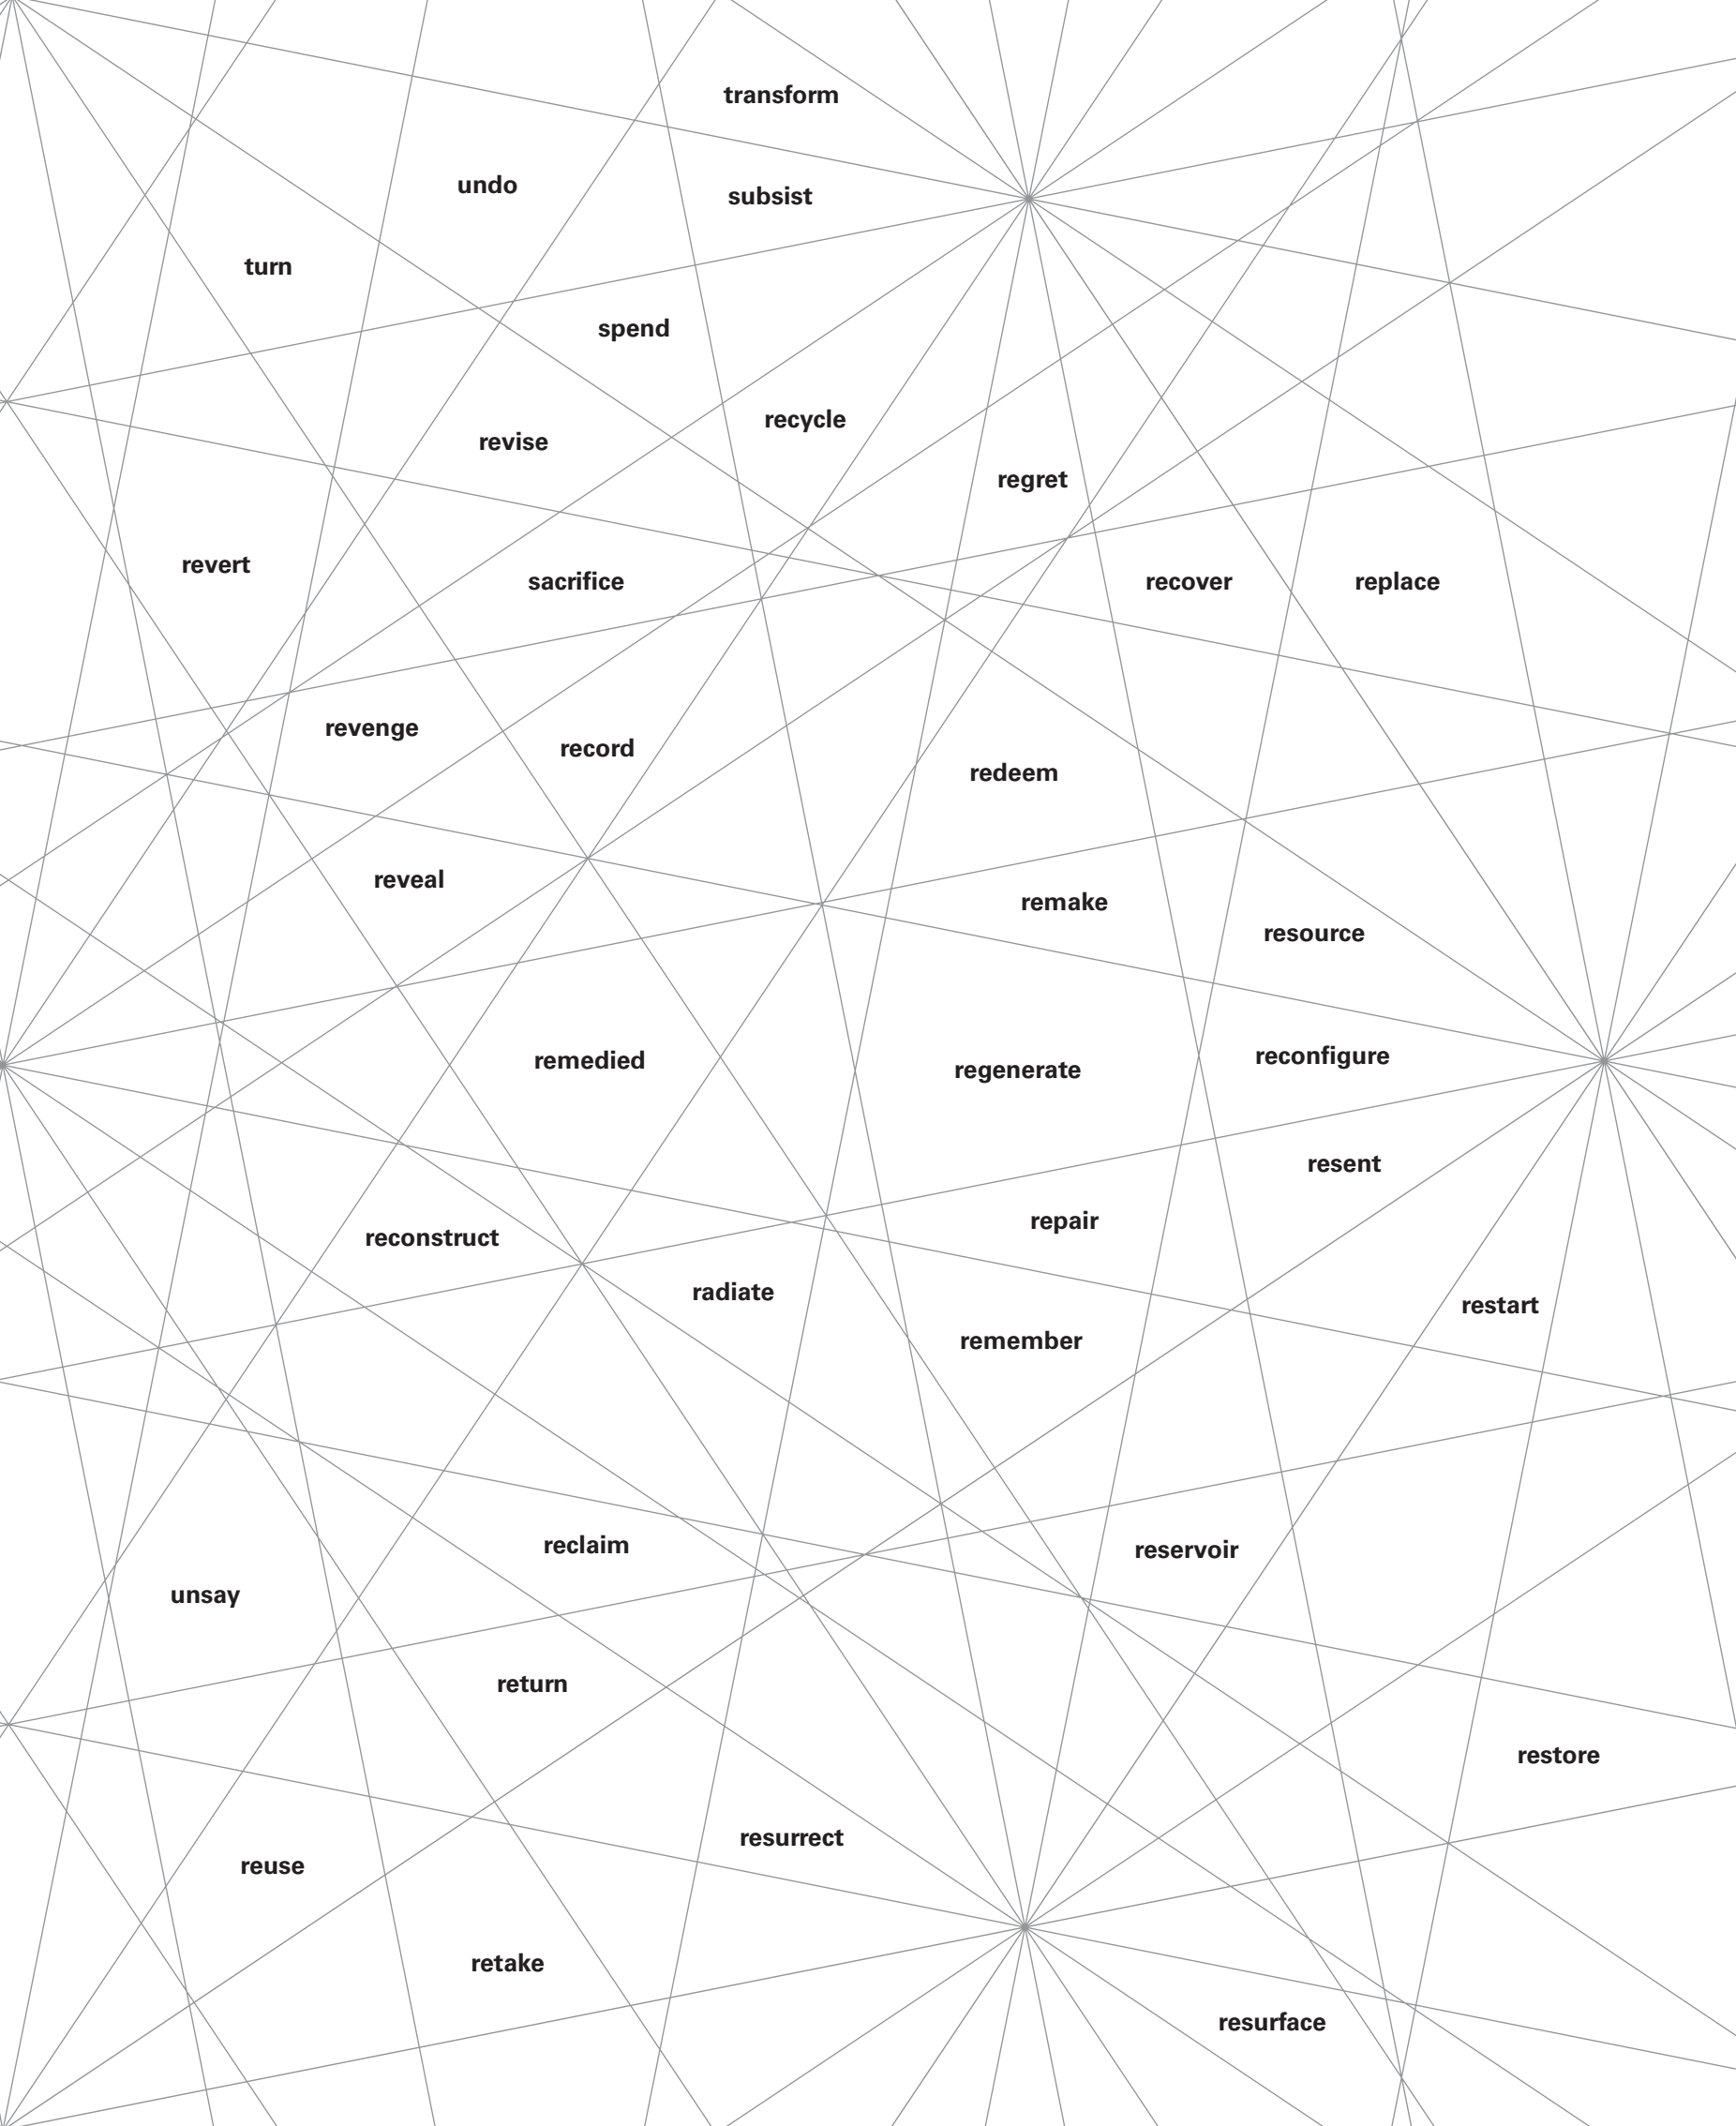 transform
undo
subsist
turn
spend
recycle
revise
regret
revert
sacrifice
recover
replace
revenge
record
redeem
reveal
remake
resource
remedied
regenerate
reconfigure
resent
repair
reconstruct
radiate
restart
remember
reclaim
reservoir
unsay
return
restore
resurrect
reuse
retake
resurface